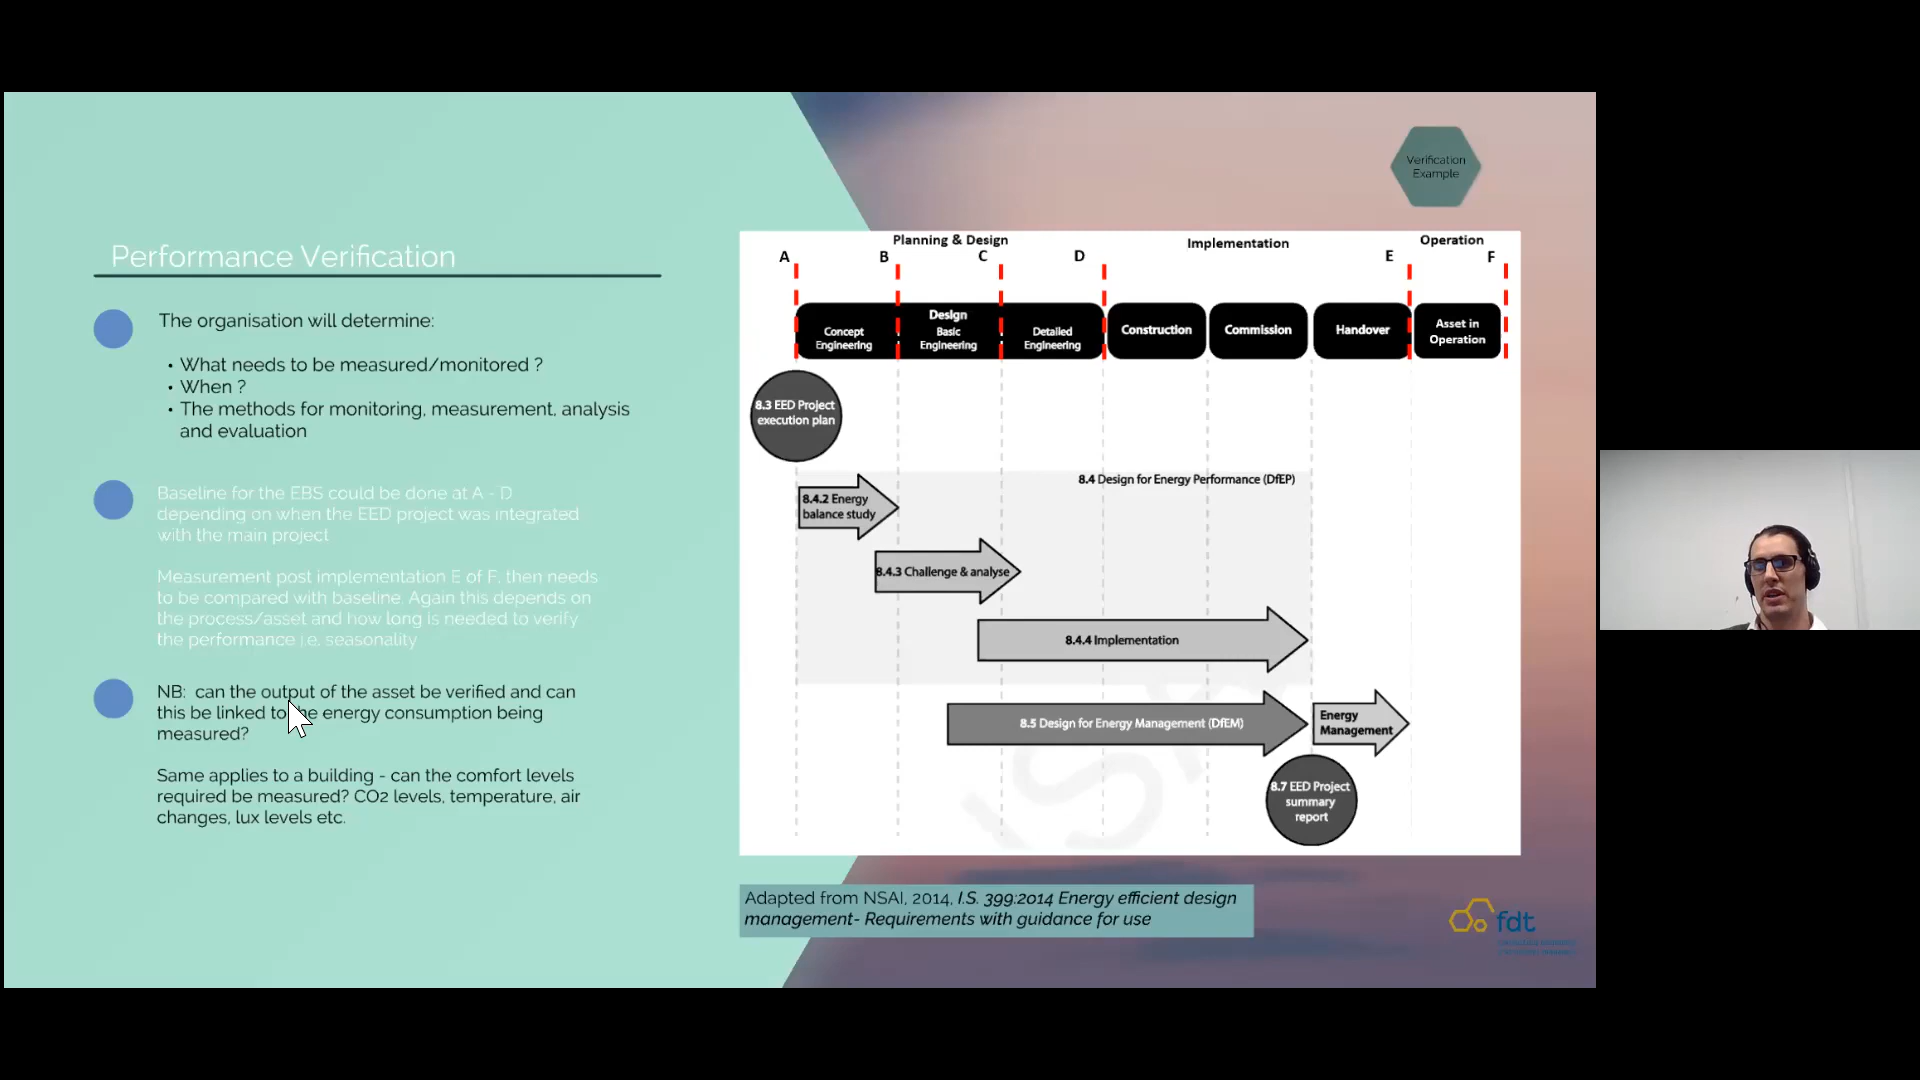 Verification
Example
Performance Verification
The organisation will determine:
• What needs to be measured/monitored ?
• When ?
• The methods for monitoring, measurement, analysis
and evaluation
Baseline for the EBS could be done at A - D
depending on when the EED project was integrated
with the main project
Measurement post implementation E of F, then needs
to be compared with baseline. Again this depends on
the process/asset and how long is needed to verify
the performance i.e. seasonality
NB: can the output of the asset be verified and can
this be linked to the energy consumption being
measured?
Same applies to a building - can the comfort levels
required be measured? CO2 levels, temperature, air
changes, lux levels etc.
Planning & Design
Implementation
Operation
A B C D E F
Design
Concept
Engineering
Basic
Engineering
Detailed
Engineering
Construction
Commission
Handover
Asset in
Operation
8.3 EED Project
execution plan
8.4 Design for Energy Performance (DfEP)
8.4.2 Energy
balance study
8.4.3 Challenge & analyse
8.4.4 Implementation
8.5 Design for Energy Management (DfEM)
Energy
Management
8.7 EED Project
summary
report
Adapted from NSAI, 2014, I.S. 399:2014 Energy efficient design
management- Requirements with guidance for use
fdt